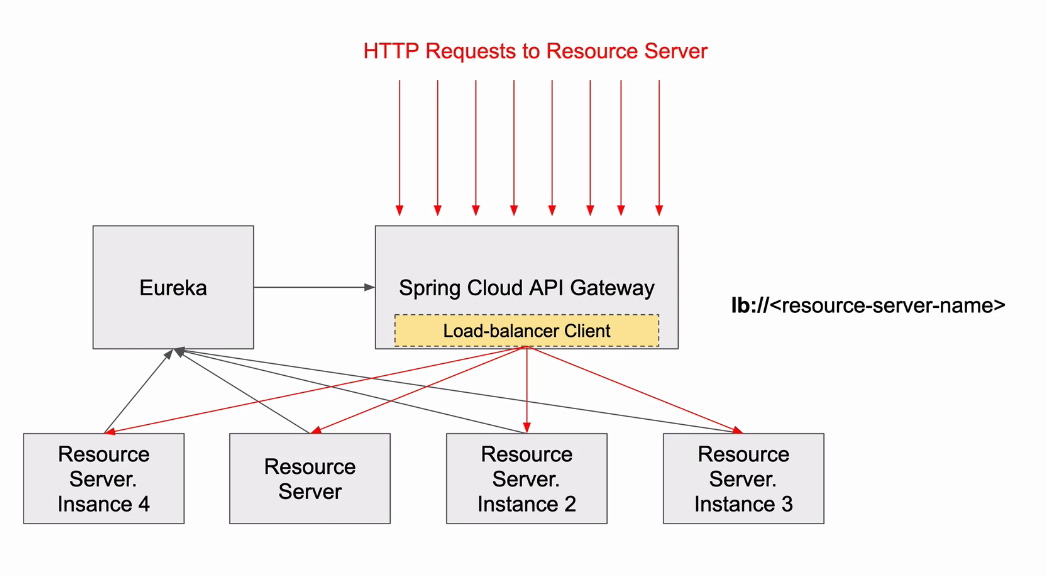 HTTP Requests to Resource Server
Eureka
Spring Cloud API Gateway
Load-balancer Client
lb://<resource-server-name>
Resource
Server.
Insance 4
Resource
Server
Resource
Server.
Instance 2
Resource
Server.
Instance 3